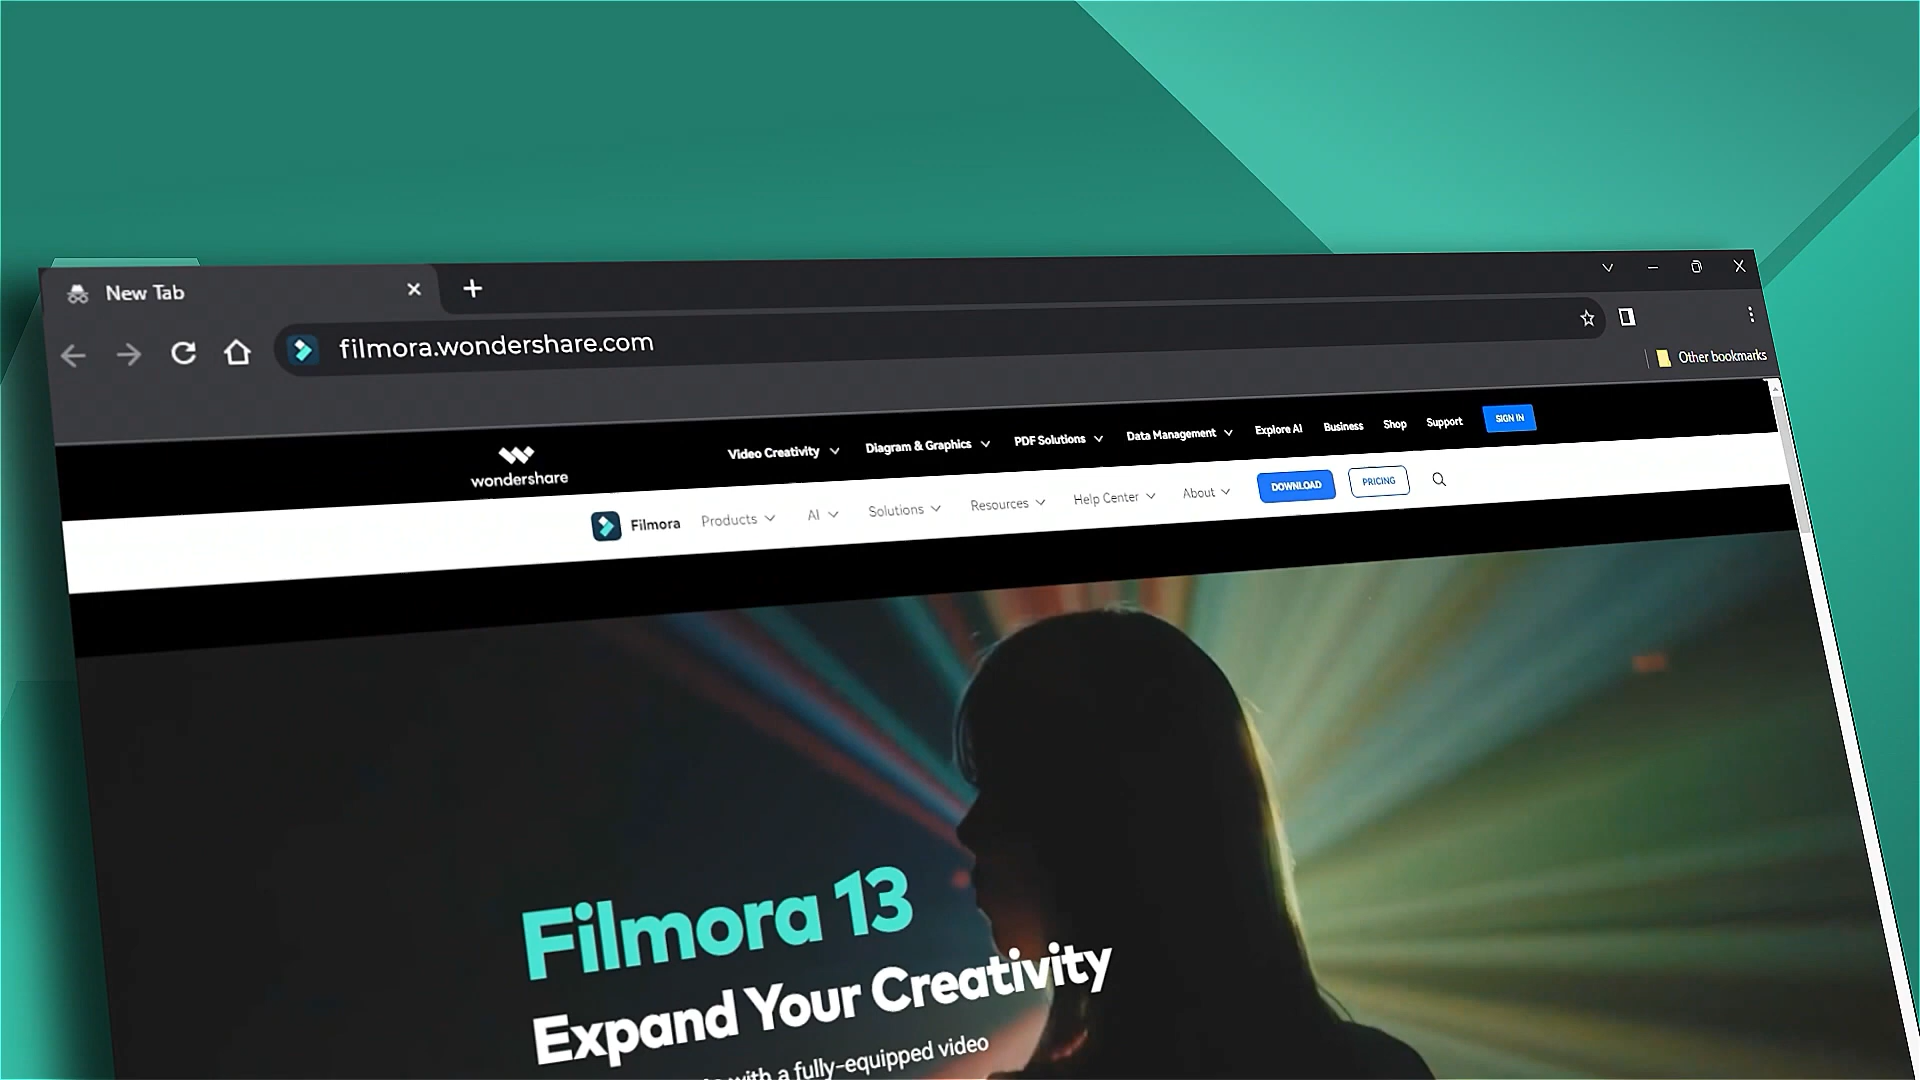 New Tab
filmora.wondershare.com
Other bookmarks
wondershare
Video Creativity
Diagram & Graphics
PDF Solutions
Data Management
Explore AI
Business
Shop
Support
SIGN IN
Filmora
Products
AI
Solutions
Resources
Help Center
About
DOWNLOAD
PRICING
Filmora 13
Expand Your Creativity
with a fully-equipped video